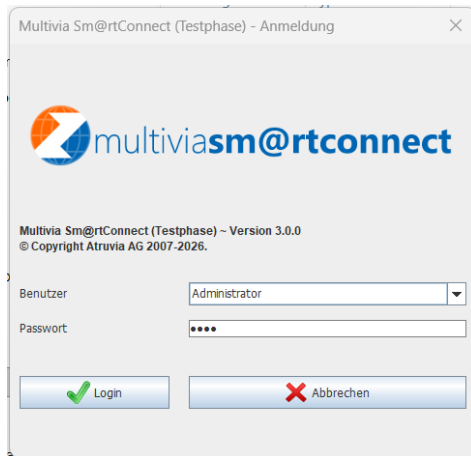 Multivia Sm@rtConnect (Testphase) - Anmeldung
multiviasm@rtconnect
Multivia Sm@rtConnect (Testphase) ~ Version 3.0.0
© Copyright Atruvia AG 2007-2026.
Benutzer Administrator
Passwort ••••
Login Abbrechen